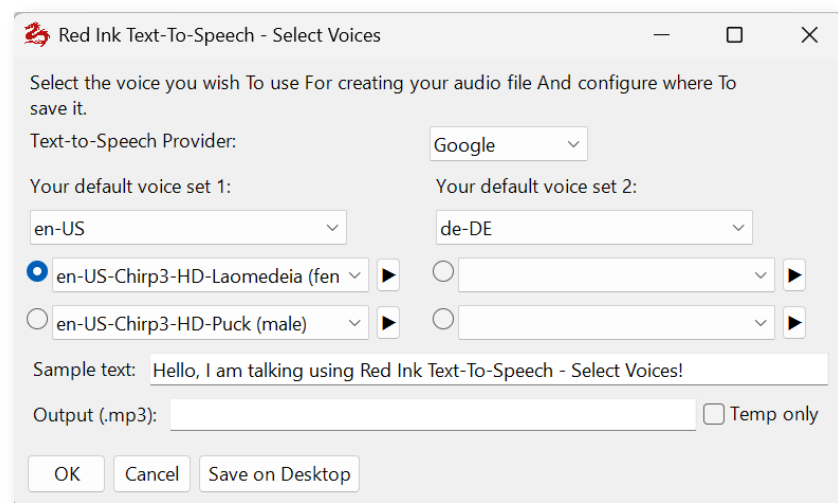 Red Ink Text-To-Speech - Select Voices
Select the voice you wish To use For creating your audio file And configure where To
save it.
Text-to-Speech Provider: Google
Your default voice set 1: Your default voice set 2:
en-US de-DE
en-US-Chirp3-HD-Laomedeia (fen
en-US-Chirp3-HD-Puck (male)
Sample text: Hello, I am talking using Red Ink Text-To-Speech - Select Voices!
Output (.mp3): Temp only
OK Cancel Save on Desktop